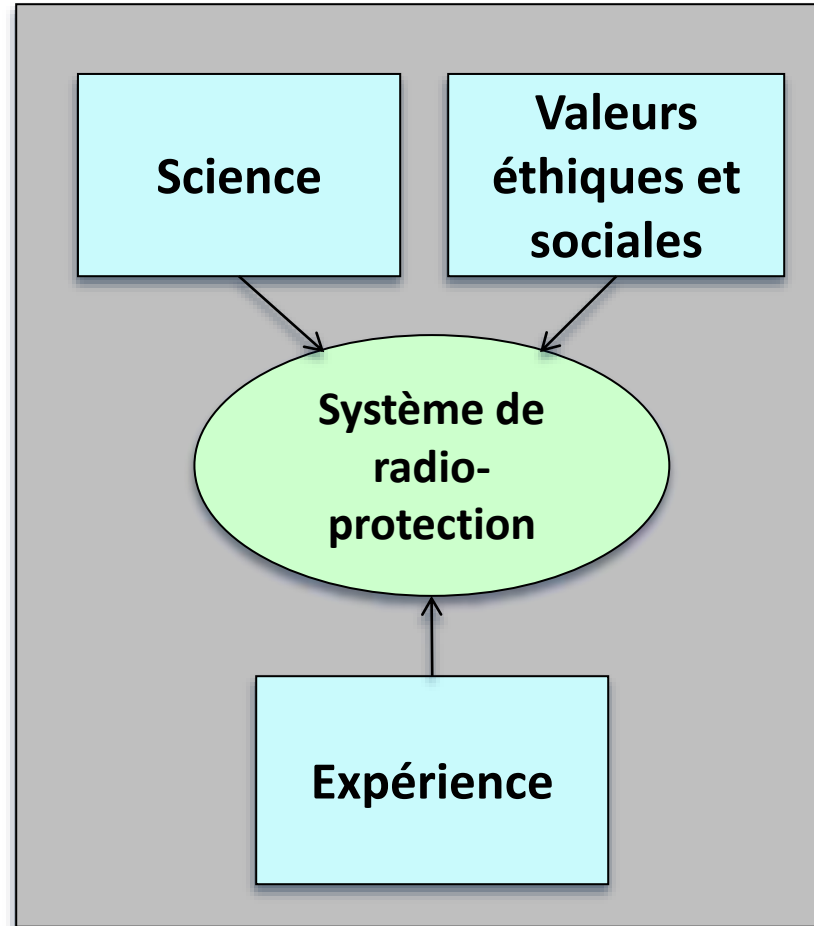 Science
Valeurs
éthiques et
sociales
Système de
radio-
protection
Expérience